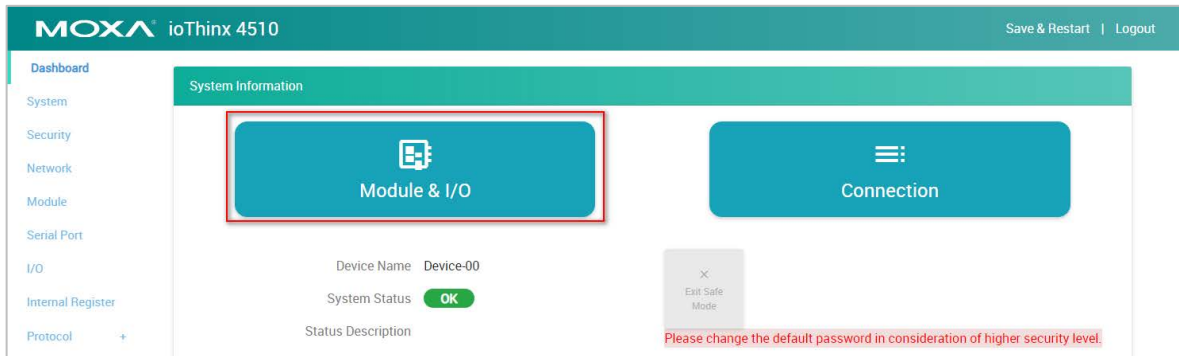 MOXA® ioThinx 4510
Save & Restart | Logout
Dashboard
System
Security
Network
Module
Serial Port
I/O
Internal Register
Protocol +
System Information
Module & I/O
Connection
Device Name Device-00
System Status OK
Status Description
Exit Safe
Mode
Please change the default password in consideration of higher security level.